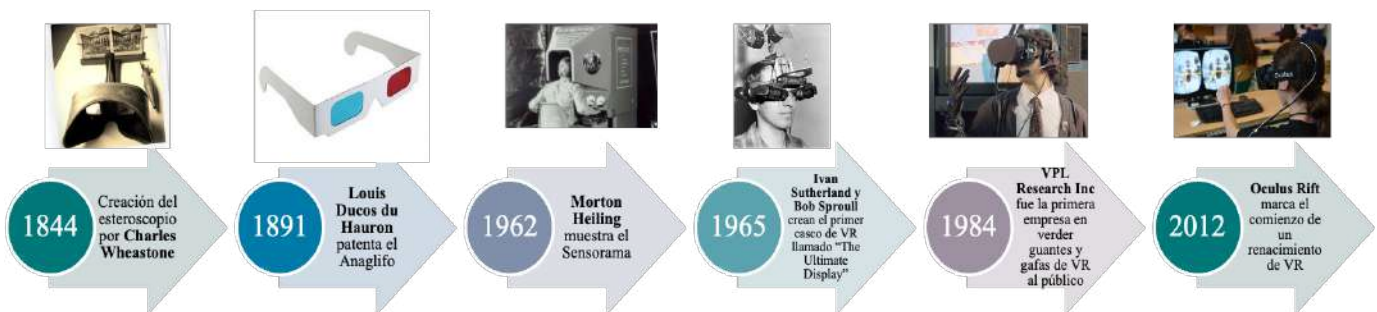 1844
Creación del
esteroscopio
por Charles
Wheastone
1891
Louis
Ducos du
Hauron
patenta el
Anaglifo
1962
Morton
Heiling
muestra el
Sensorama
1965
Ivan
Sutherland y
Bob Sproull
crean el primer
casco de VR
llamado “The
Ultimate
Display”
1984
VPL
Research Inc
fue la primera
empresa en
verder
guantes y
gafas de VR
al público
2012
Oculus Rift
marca el
comienzo de
un
renacimiento
de VR
Oculus